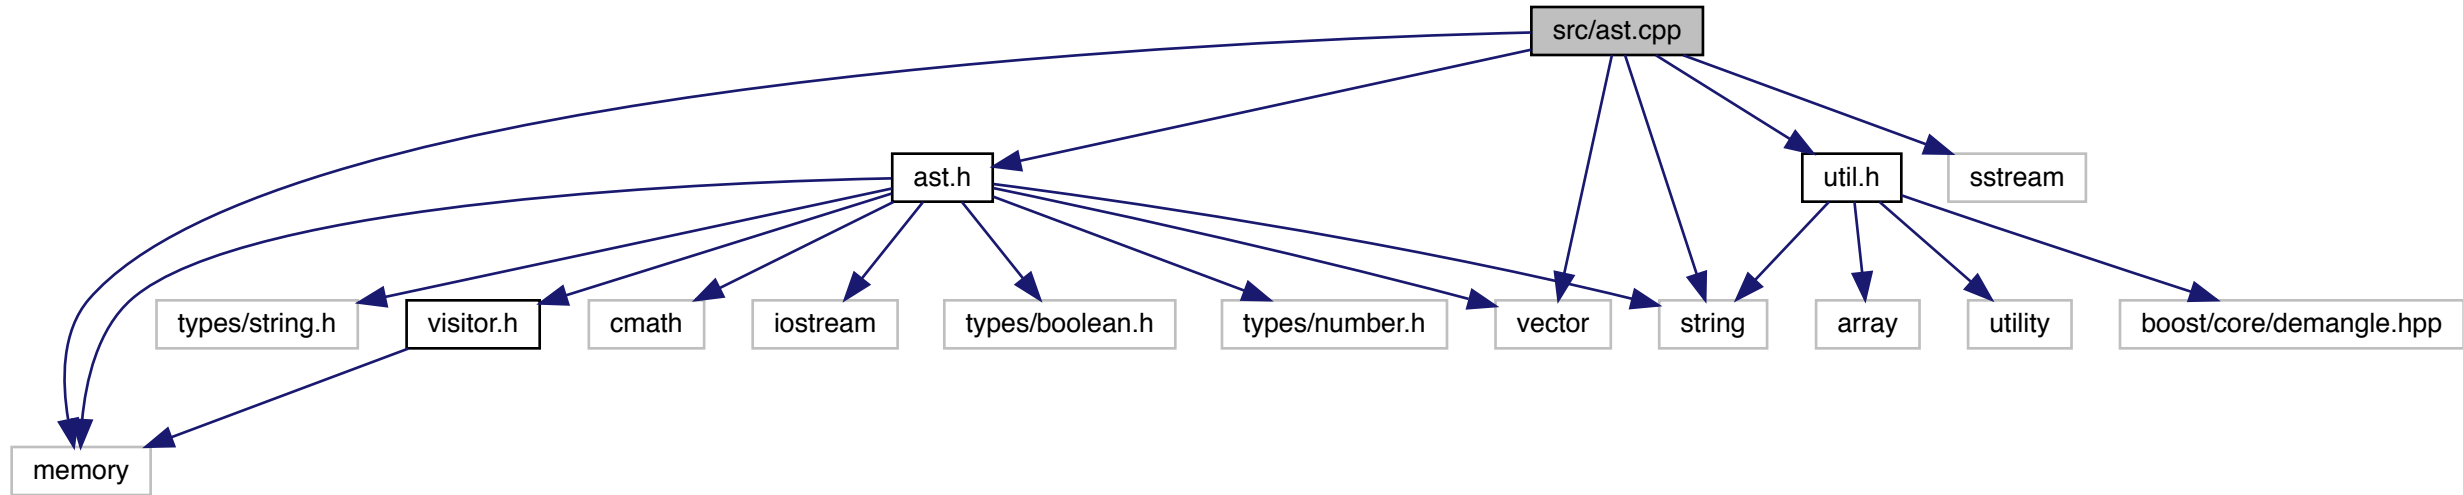 src/ast.cpp
ast.h
util.h
sstream
types/string.h
visitor.h
cmath
iostream
types/boolean.h
types/number.h
vector
string
array
utility
boost/core/demangle.hpp
memory